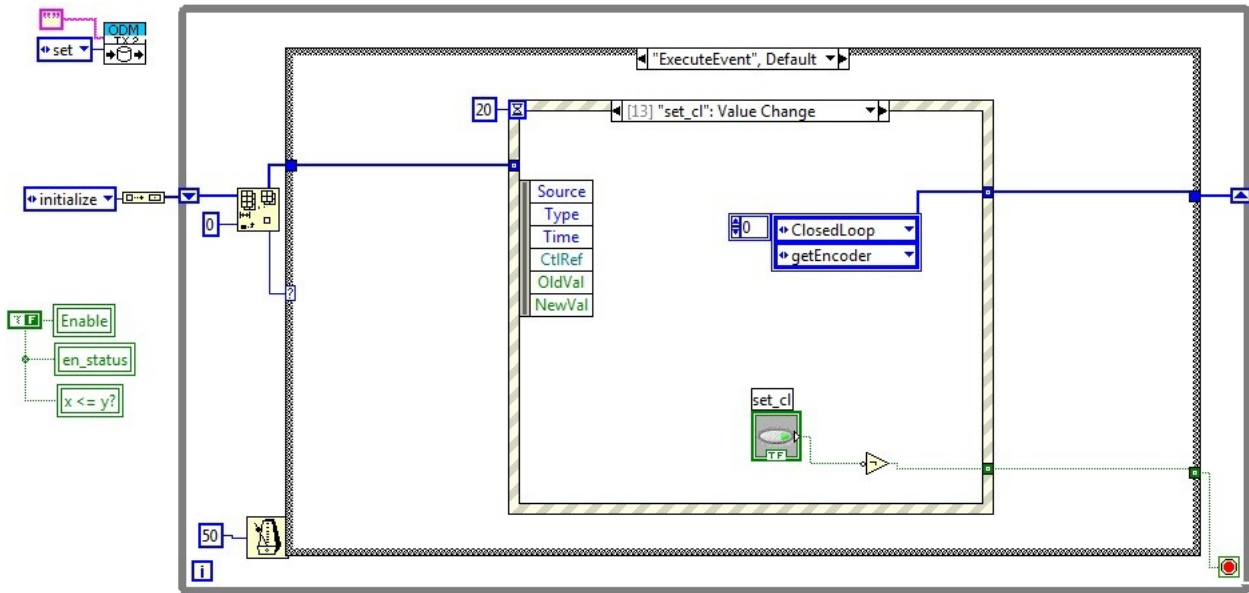 ""
ODM
TX 2
set
"ExecuteEvent", Default
20
[13] "set_cl": Value Change
initialize
0
Source
Type
Time
CtlRef
OldVal
NewVal
0
ClosedLoop
getEncoder
?
F
Enable
en_status
x <= y?
set_cl
TF
50
i